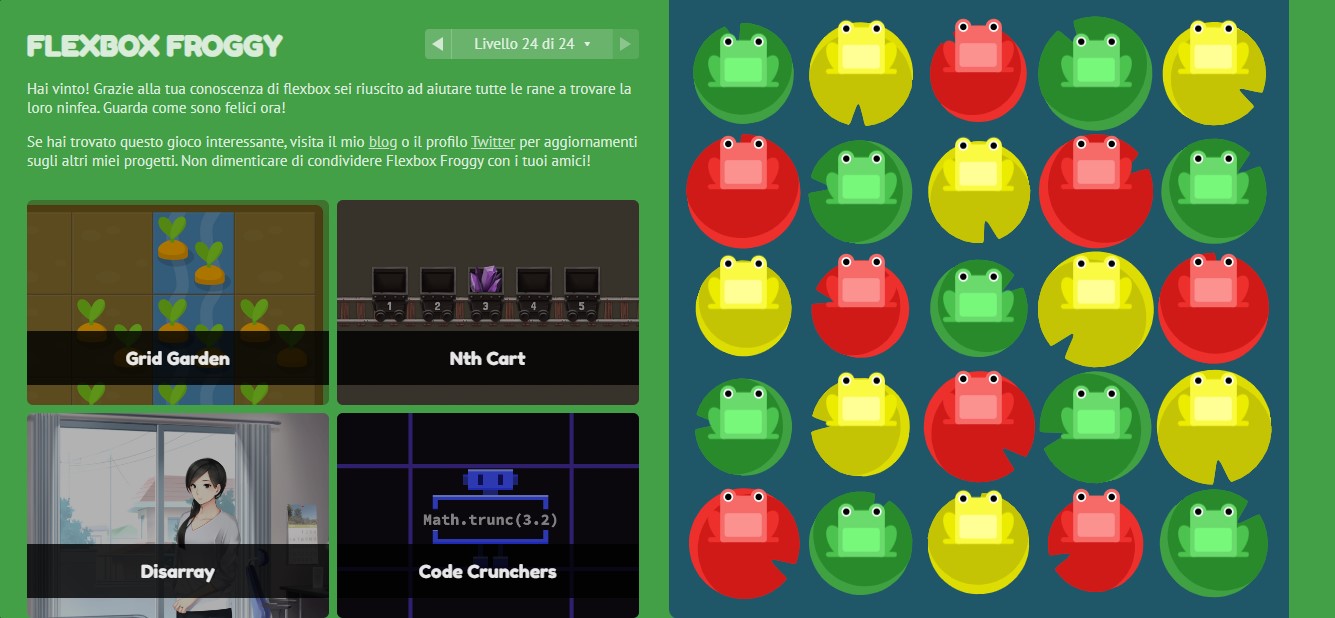 FLEXBOX FROGGY
Livello 24 di 24
Hai vinto! Grazie alla tua conoscenza di flexbox sei riuscito ad aiutare tutte le rane a trovare la
loro ninfea. Guarda come sono felici ora!
Se hai trovato questo gioco interessante, visita il mio blog o il profilo Twitter per aggiornamenti
sugli altri miei progetti. Non dimenticare di condividere Flexbox Froggy con i tuoi amici!
Grid Garden
1 2 3 4 5
Nth Cart
Disarray
Math.trunc(3.2)
Code Crunchers